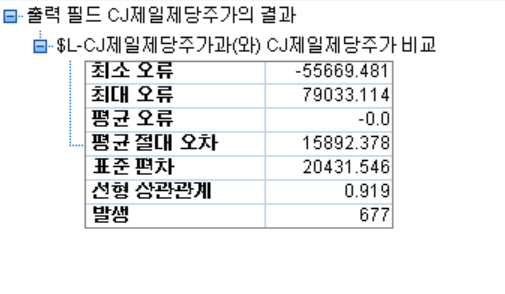 출력 필드 CJ제일제당주가의 결과
$L-CJ제일제당주가과(와) CJ제일제당주가 비교
최소 오류 -55669.481
최대 오류 79033.114
평균 오류 -0.0
평균 절대 오차 15892.378
표준 편차 20431.546
선형 상관관계 0.919
발생 677